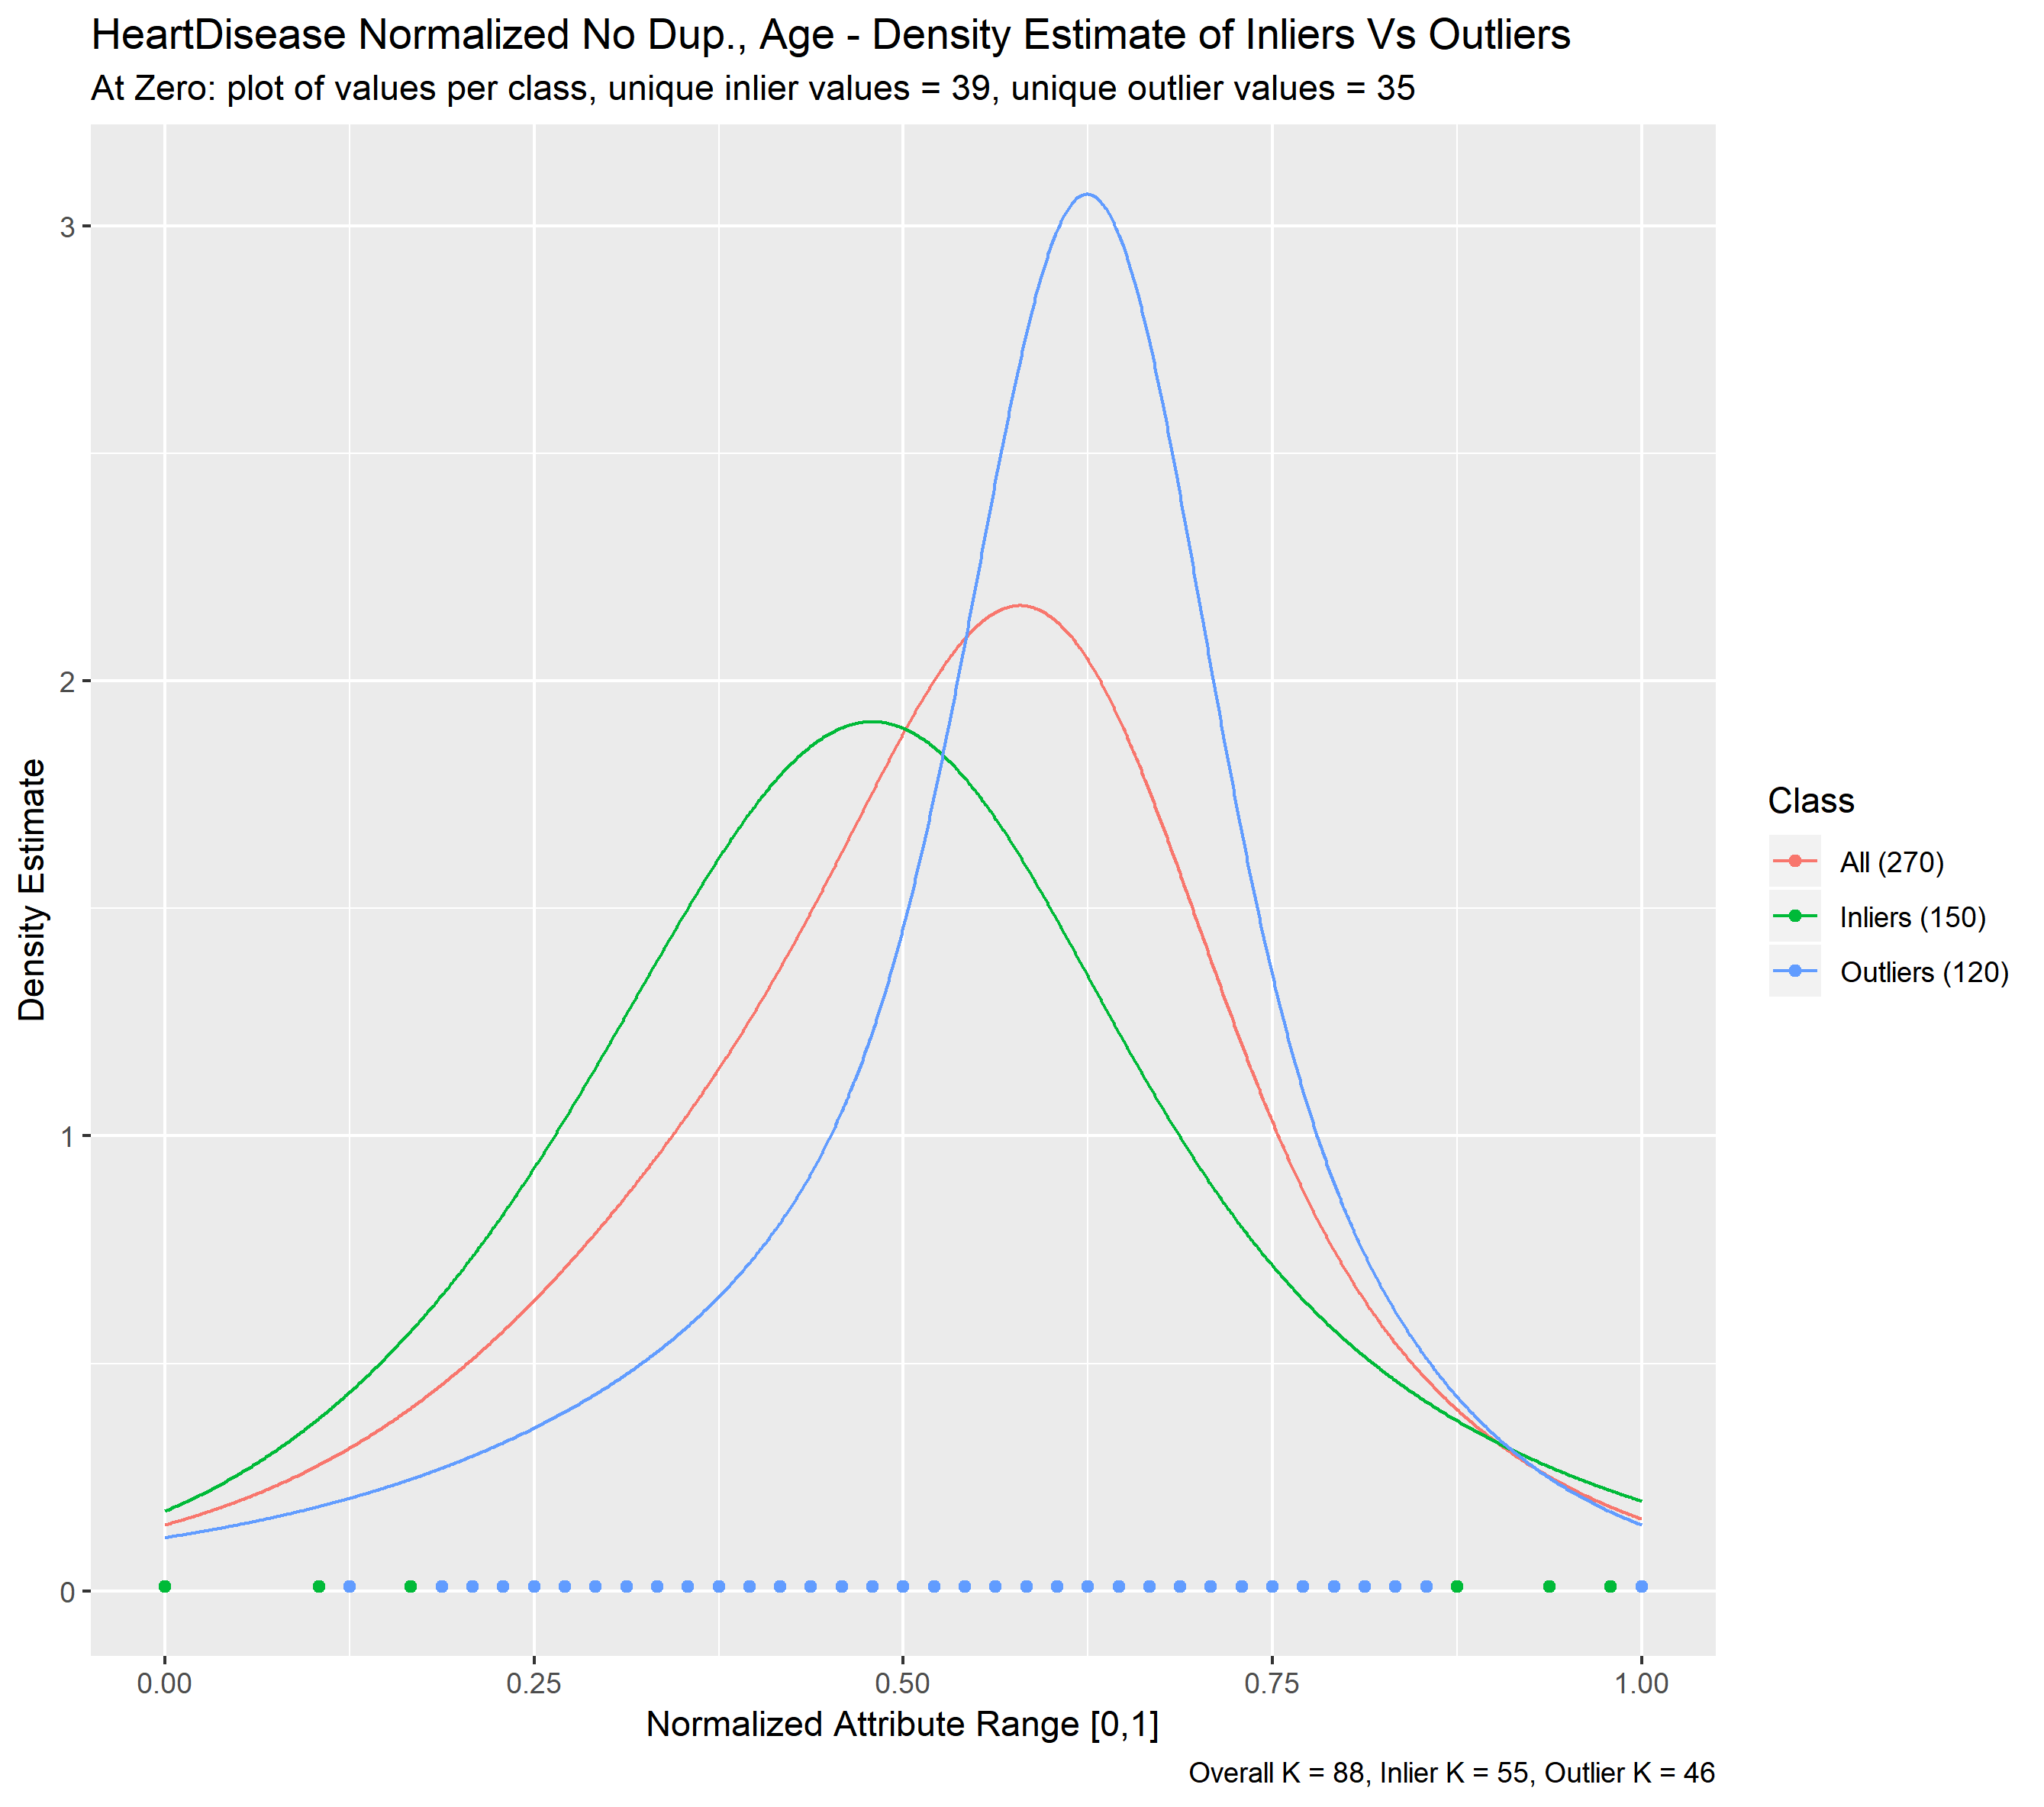 HeartDisease Normalized No Dup., Age - Density Estimate of Inliers Vs Outliers
At Zero: plot of values per class, unique inlier values = 39, unique outlier values = 35
3
2
1
0
Density Estimate
0.00 0.25 0.50 0.75 1.00
Normalized Attribute Range [0,1]
Class
All (270)
Inliers (150)
Outliers (120)
Overall K = 88, Inlier K = 55, Outlier K = 46